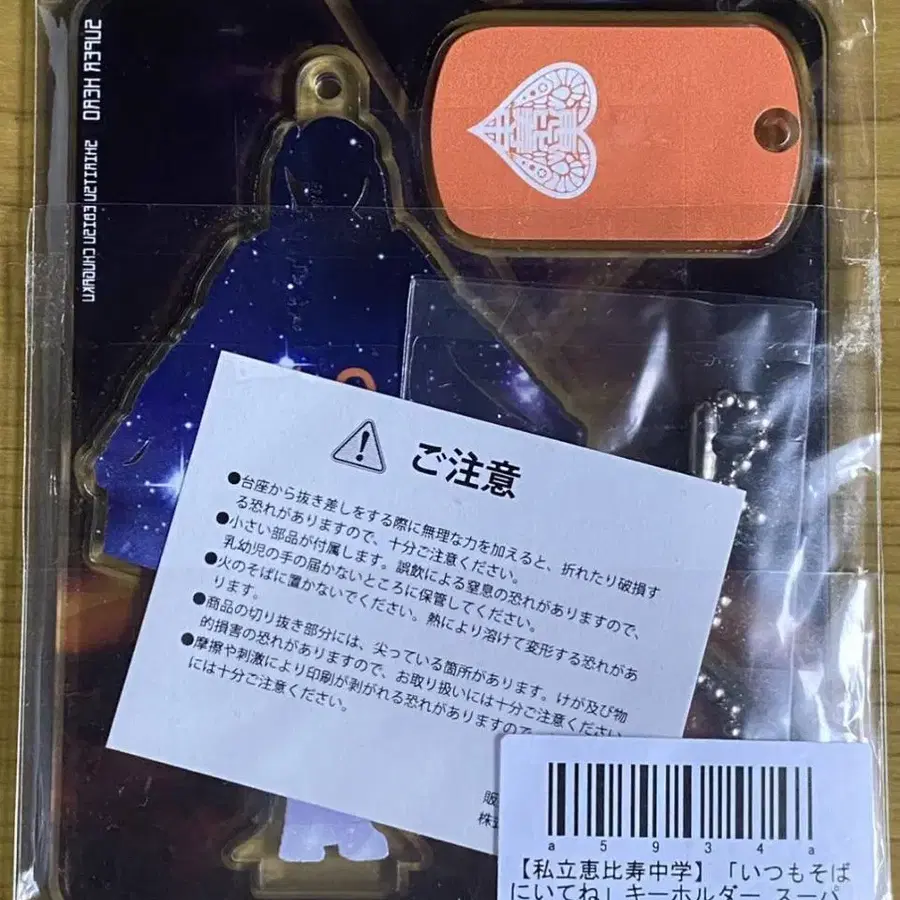 SUPER HERO SHIRITSU EBISU CHUGAKU
ご注意
●台座から抜き差しをする際に無理な力を加えると、折れたり破損す
る恐れがありますので、十分ご注意ください。
●小さい部品が付属します。誤飲による窒息の恐れがありますので、
乳幼児の手の届かないところに保管してください。
●火のそばに置かないでください。熱により溶けて変形する恐れがあ
ります。
●商品の切り抜き部分には、尖っている箇所があります。けが及び物
的損害の恐れがありますので、お取り扱いには十分ご注意ください。
●摩擦や刺激により印刷が剥がれる恐れがありますので
には十分ご注意ください。
販
株式
a5934a
【私立恵比寿中学】「いつもそば
にいてね」キーホルダー スーパ